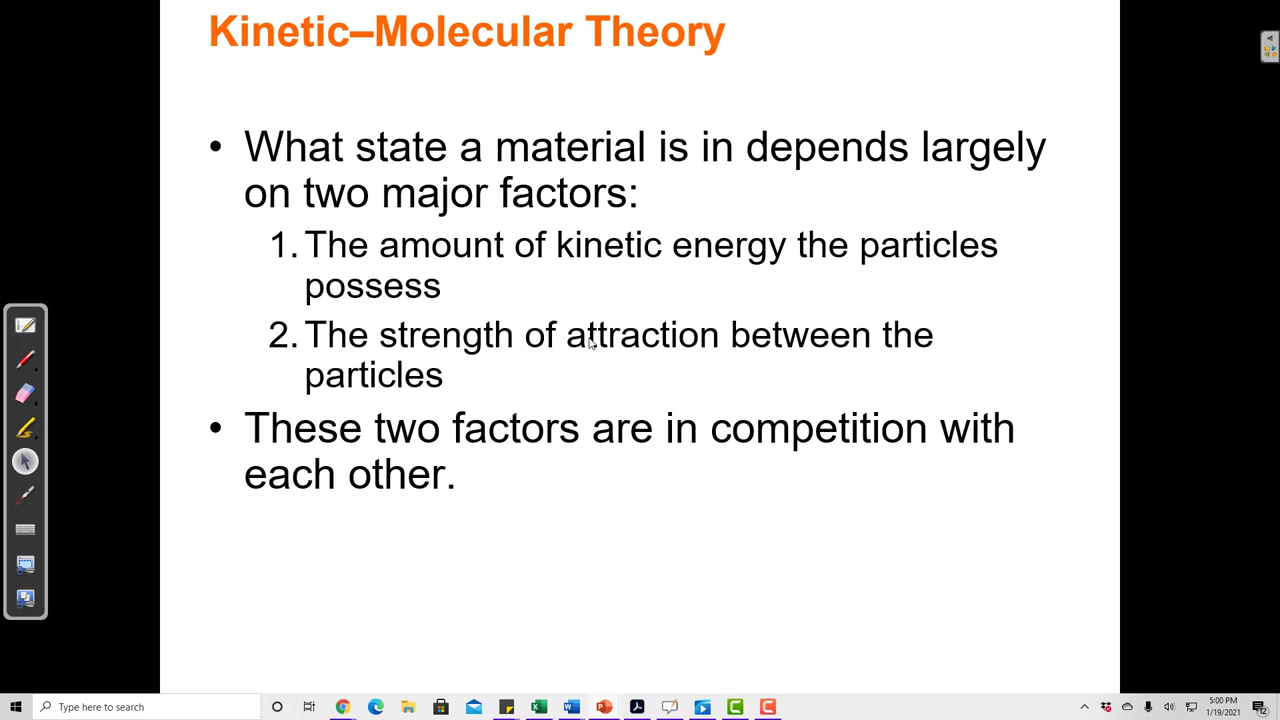 Kinetic–Molecular Theory
• What state a material is in depends largely
on two major factors:
1. The amount of kinetic energy the particles
possess
2. The strength of attraction between the
particles
• These two factors are in competition with
each other.
Type here to search
5:00 PM
1/19/2021
12